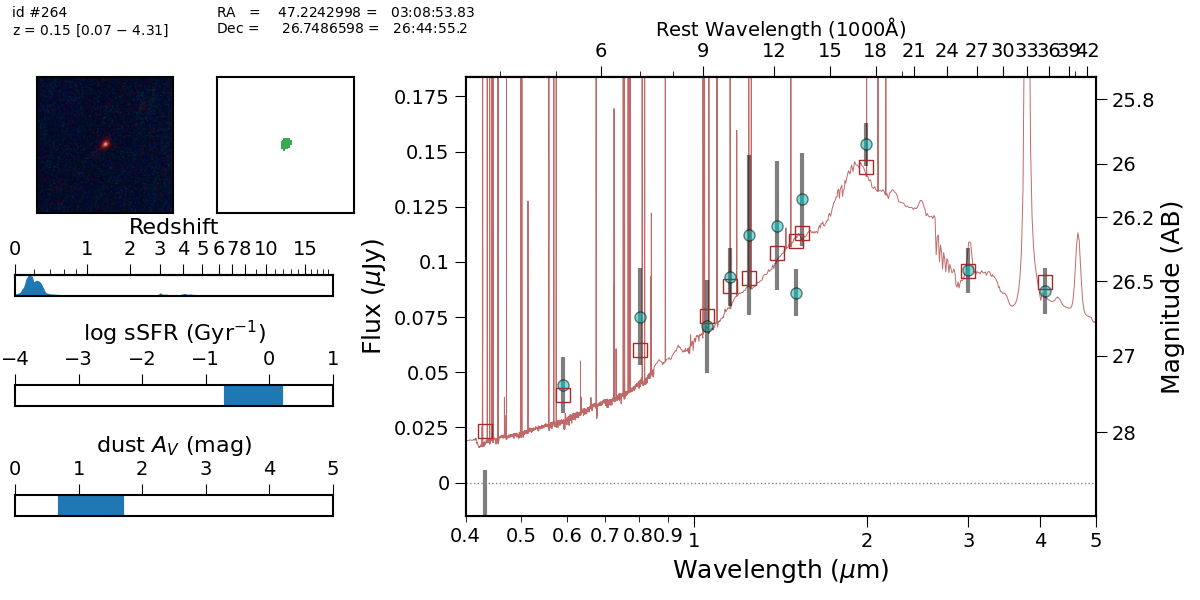 id #264
z = 0.15 [0.07 − 4.31]
RA = 47.2242998 = 03:08:53.83
Dec = 26.7486598 = 26:44:55.2
Redshift
0 1 2 3 4 5 6 7 8 10 15
log sSFR (Gyr⁻¹)
−4 −3 −2 −1 0 1
dust A_V (mag)
0 1 2 3 4 5
Rest Wavelength (1000Å)
6 9 12 15 18 21 24 27 30 33 36 39 42
Flux (μJy)
0.175
0.15
0.125
0.1
0.075
0.05
0.025
0
25.8
26
26.2
26.5
27
28
Magnitude (AB)
0.4 0.5 0.6 0.7 0.8 0.9 1 2 3 4 5
Wavelength (μm)